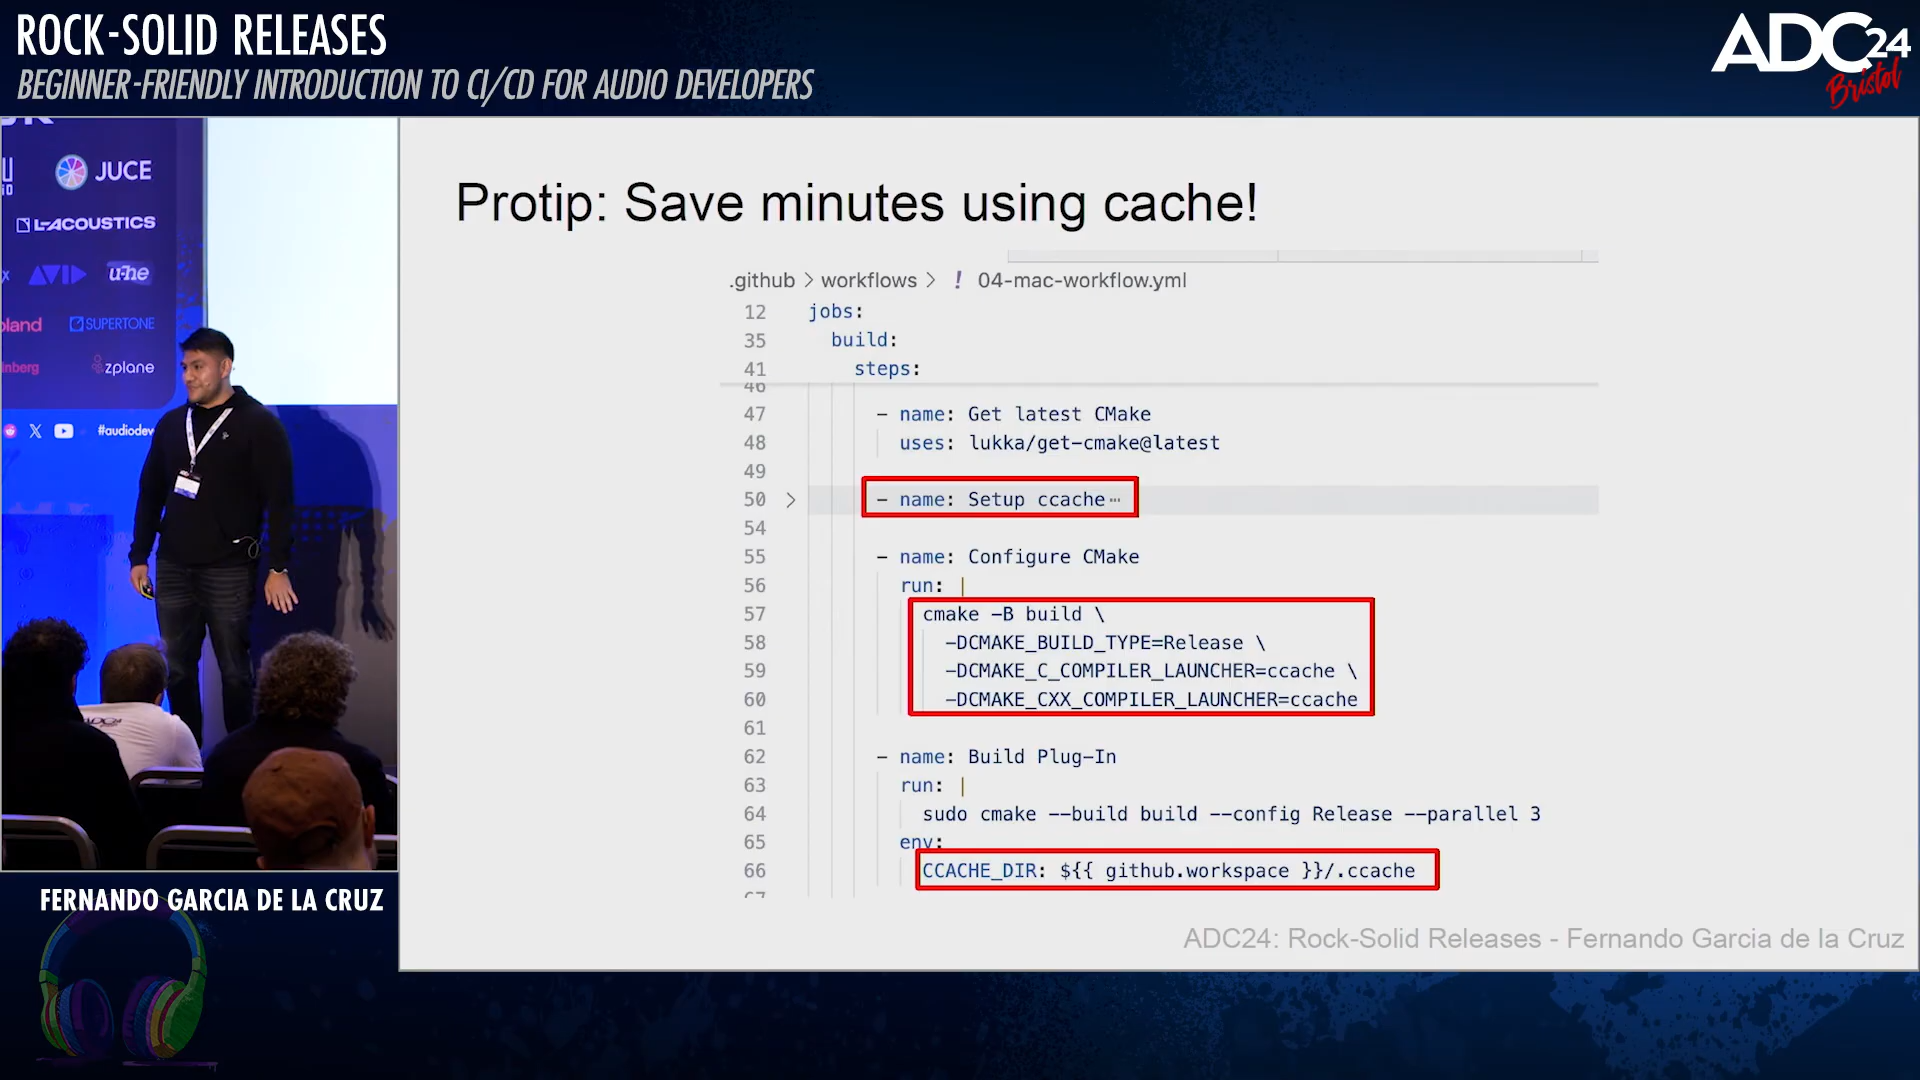 ROCK-SOLID RELEASES
BEGINNER-FRIENDLY INTRODUCTION TO CI/CD FOR AUDIO DEVELOPERS
ADC24
Bristol
JUCE
L-ACOUSTICS
AVID
u-he
SUPERTONE
zplane
#audiodev
Protip: Save minutes using cache!
.github > workflows > ! 04-mac-workflow.yml
12 jobs:
35 build:
41 steps:
46
47 - name: Get latest CMake
48 uses: lukka/get-cmake@latest
49
50 > - name: Setup ccache…
54
55 - name: Configure CMake
56 run: |
57 cmake -B build \
58 -DCMAKE_BUILD_TYPE=Release \
59 -DCMAKE_C_COMPILER_LAUNCHER=ccache \
60 -DCMAKE_CXX_COMPILER_LAUNCHER=ccache
61
62 - name: Build Plug-In
63 run: |
64 sudo cmake --build build --config Release --parallel 3
65 env:
66 CCACHE_DIR: ${{ github.workspace }}/.ccache
ADC24: Rock-Solid Releases - Fernando Garcia de la Cruz
FERNANDO GARCIA DE LA CRUZ